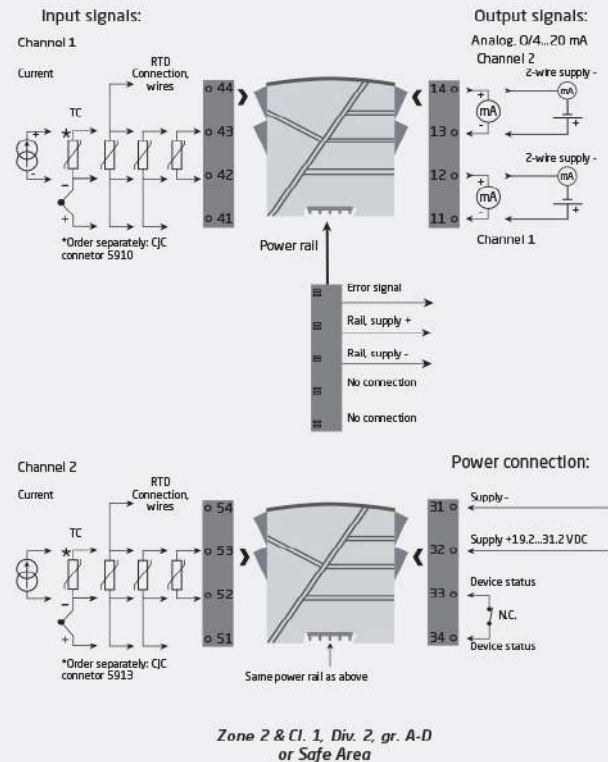 Input signals:
Output signals:
Channel 1
Analog, 0/4...20 mA
Channel 2
Current
TC
*
RTD
Connection,
wires
2-wire supply -
44
43
42
41
14
13
12
11
+
-
-
+
+
-
mA
mA
+
2-wire supply -
+
-
mA
mA
+
Channel 1
*Order separately: CJC
connetor 5910
Power rail
Error signal
Rail, supply +
Rail, supply -
No connection
No connection
Channel 2
Power connection:
Current
TC
*
RTD
Connection,
wires
54
53
52
51
31
32
33
34
Supply -
Supply +19.2...31.2 VDC
Device status
N.C.
Device status
-
+
*Order separately: CJC
connetor 5913
Same power rail as above
Zone 2 & Cl. 1, Div. 2, gr. A-D
or Safe Area